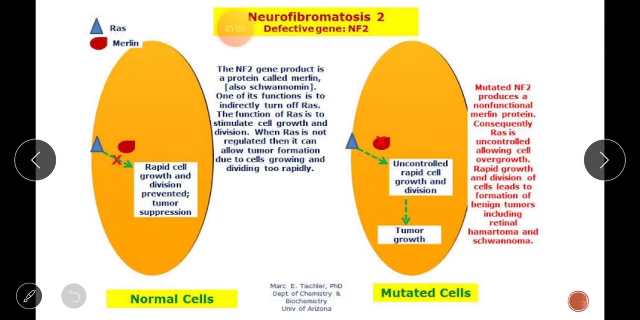 Neurofibromatosis 2
Defective gene: NF2
Ras
Merlin
The NF2 gene product is
a protein called merlin,
[also schwannomin].
One of its functions is to
indirectly turn off Ras.
The function of Ras is to
stimulate cell growth and
division. When Ras is not
regulated then it can
allow tumor formation
due to cells growing and
dividing too rapidly.
Rapid cell
growth and
division
prevented;
tumor
suppression
Uncontrolled
rapid cell
growth and
division
Tumor
growth
Mutated NF2
produces a
nonfunctional
merlin protein.
Consequently
Ras is
uncontrolled
allowing cell
overgrowth.
Rapid growth
and division of
cells leads to
formation of
benign tumors
including
retinal
hamartoma and
schwannoma.
Normal Cells
Marc E. Tischler, PhD
Dept of Chemistry &
Biochemistry
Univ of Arizona
Mutated Cells